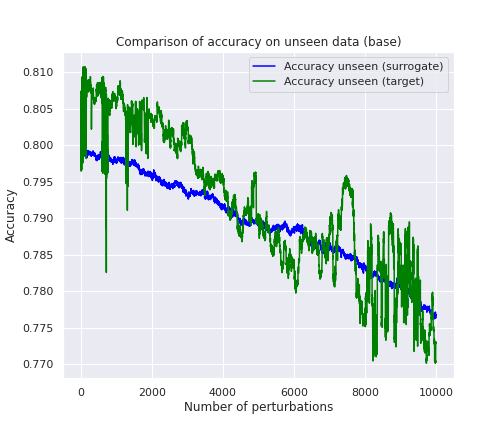 Comparison of accuracy on unseen data (base)
Accuracy unseen (surrogate)
Accuracy unseen (target)
Accuracy
0.810
0.805
0.800
0.795
0.790
0.785
0.780
0.775
0.770
0 2000 4000 6000 8000 10000
Number of perturbations